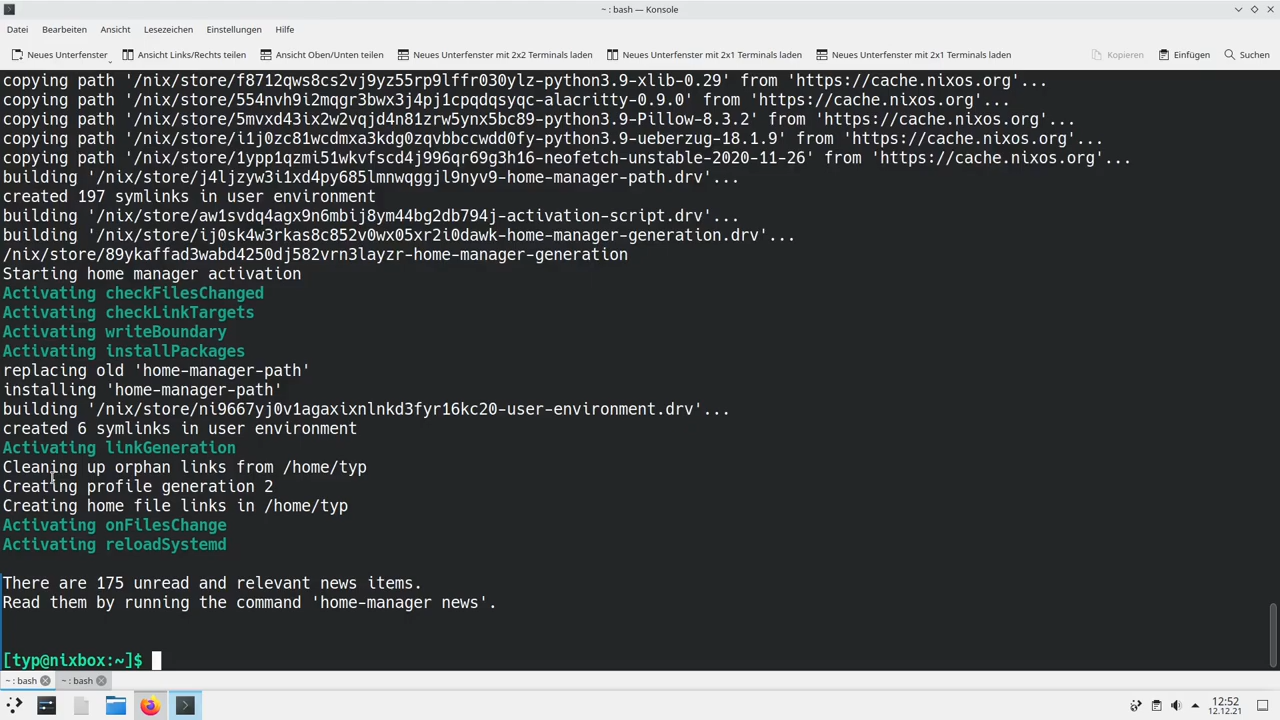 ~ : bash — Konsole
Datei Bearbeiten Ansicht Lesezeichen Einstellungen Hilfe
Neues Unterfenster Ansicht Links/Rechts teilen Ansicht Oben/Unten teilen Neues Unterfenster mit 2x2 Terminals laden Neues Unterfenster mit 2x1 Terminals laden Neues Unterfenster mit 2x1 Terminals laden Kopieren Einfügen Suchen
copying path '/nix/store/f8712qws8cs2vj9yz55rp9lffr030ylz-python3.9-xlib-0.29' from 'https://cache.nixos.org'...
copying path '/nix/store/554nvh9i2mqgr3bwx3j4pj1cpqdqsyqc-alacritty-0.9.0' from 'https://cache.nixos.org'...
copying path '/nix/store/5mvxd43ix2w2vqjd4n81zrw5ynx5bc89-python3.9-Pillow-8.3.2' from 'https://cache.nixos.org'...
copying path '/nix/store/i1j0zc81wcdmxa3kdg0zqvbbccwdd0fy-python3.9-ueberzug-18.1.9' from 'https://cache.nixos.org'...
copying path '/nix/store/1ypp1qzmi51wkvfscd4j996qr69g3h16-neofetch-unstable-2020-11-26' from 'https://cache.nixos.org'...
building '/nix/store/j4ljzyw3i1xd4py685lmnwqggjl9nyv9-home-manager-path.drv'...
created 197 symlinks in user environment
building '/nix/store/aw1svdq4agx9n6mbij8ym44bg2db794j-activation-script.drv'...
building '/nix/store/ij0sk4w3rkas8c852v0wx05xr2i0dawk-home-manager-generation.drv'...
/nix/store/89ykaffad3wabd4250dj582vrn3layzr-home-manager-generation
Starting home manager activation
Activating checkFilesChanged
Activating checkLinkTargets
Activating writeBoundary
Activating installPackages
replacing old 'home-manager-path'
installing 'home-manager-path'
building '/nix/store/ni9667yj0v1agaxixnlnkd3fyr16kc20-user-environment.drv'...
created 6 symlinks in user environment
Activating linkGeneration
Cleaning up orphan links from /home/typ
Creating profile generation 2
Creating home file links in /home/typ
Activating onFilesChange
Activating reloadSystemd
There are 175 unread and relevant news items.
Read them by running the command 'home-manager news'.
[typ@nixbox:~]$
~ : bash ~ : bash
12:52
12.12.21